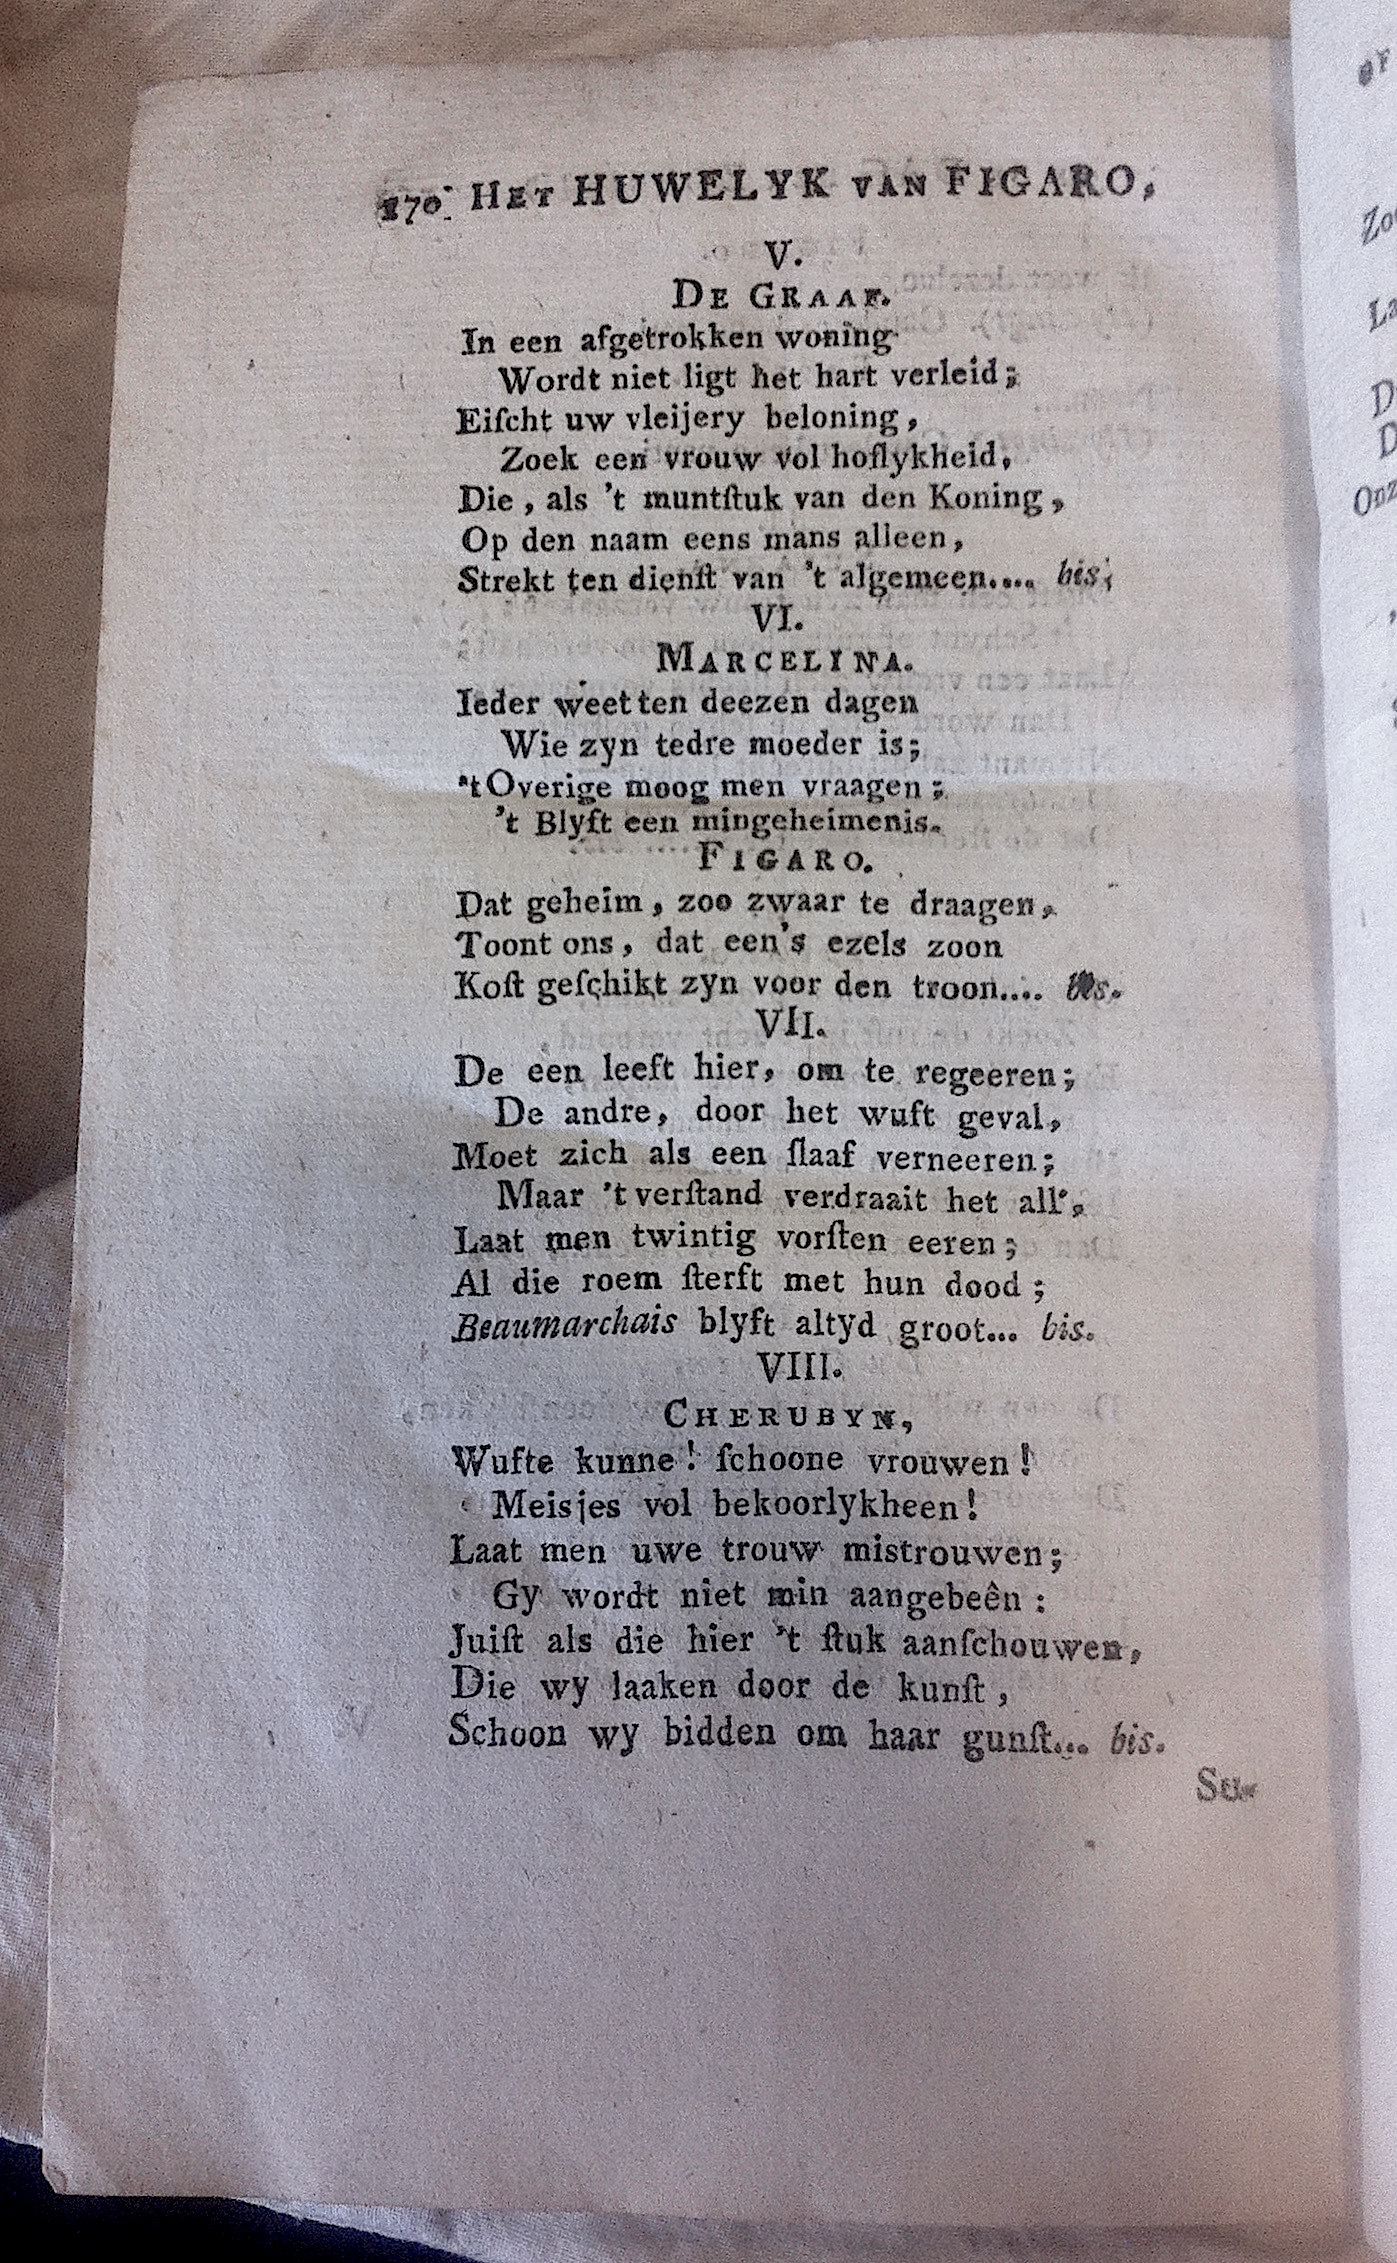 170. HET HUWELYK VAN FIGARO,
V.
DE GRAAF.
In een afgetrokken woning
Wordt niet ligt het hart verleid;
Eiſcht uw vleijery beloning,
Zoek een vrouw vol hoflykheid,
Die, als 't muntſtuk van den Koning,
Op den naam eens mans alleen,
Strekt ten dienſt van 't algemeen.... bis,
VI.
MARCELINA.
Ieder weet ten deezen dagen
Wie zyn tedre moeder is;
't Overige moog men vraagen;
't Blyft een mingeheimenis.
FIGARO.
Dat geheim, zoo zwaar te draagen,
Toont ons, dat een's ezels zoon
Koſt geſchikt zyn voor den troon.... bis.
VII.
De een leeft hier, om te regeeren;
De andre, door het wuft geval,
Moet zich als een ſlaaf verneeren;
Maar 't verſtand verdraait het all',
Laat men twintig vorſten eeren;
Al die roem ſterft met hun dood;
Beaumarchais blyft altyd groot... bis.
VIII.
CHERUBYN,
Wufte kunne! ſchoone vrouwen!
Meisjes vol bekoorlykheen!
Laat men uwe trouw mistrouwen;
Gy wordt niet min aangebeên:
Juiſt als die hier 't ſtuk aanſchouwen,
Die wy laaken door de kunſt,
Schoon wy bidden om haar gunſt... bis.
Su-
OF
Zoo
La
D
D
Onz